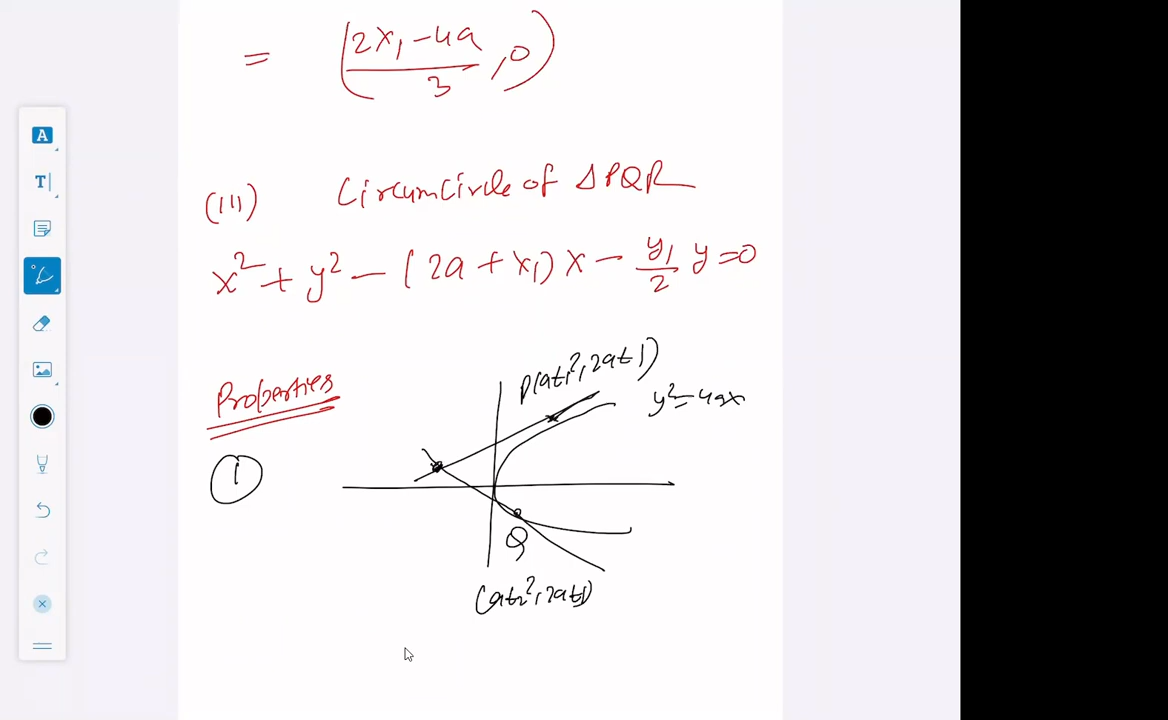 = (2x₁-4a/3, 0)
(III) Circumcircle of ΔPQR
x² + y² - (2a + x₁)x - y₁/2 y = 0
Properties
P(at₁², 2at1)
y² = 4ax
1
Q
(at₂², 2at₂)
A
T